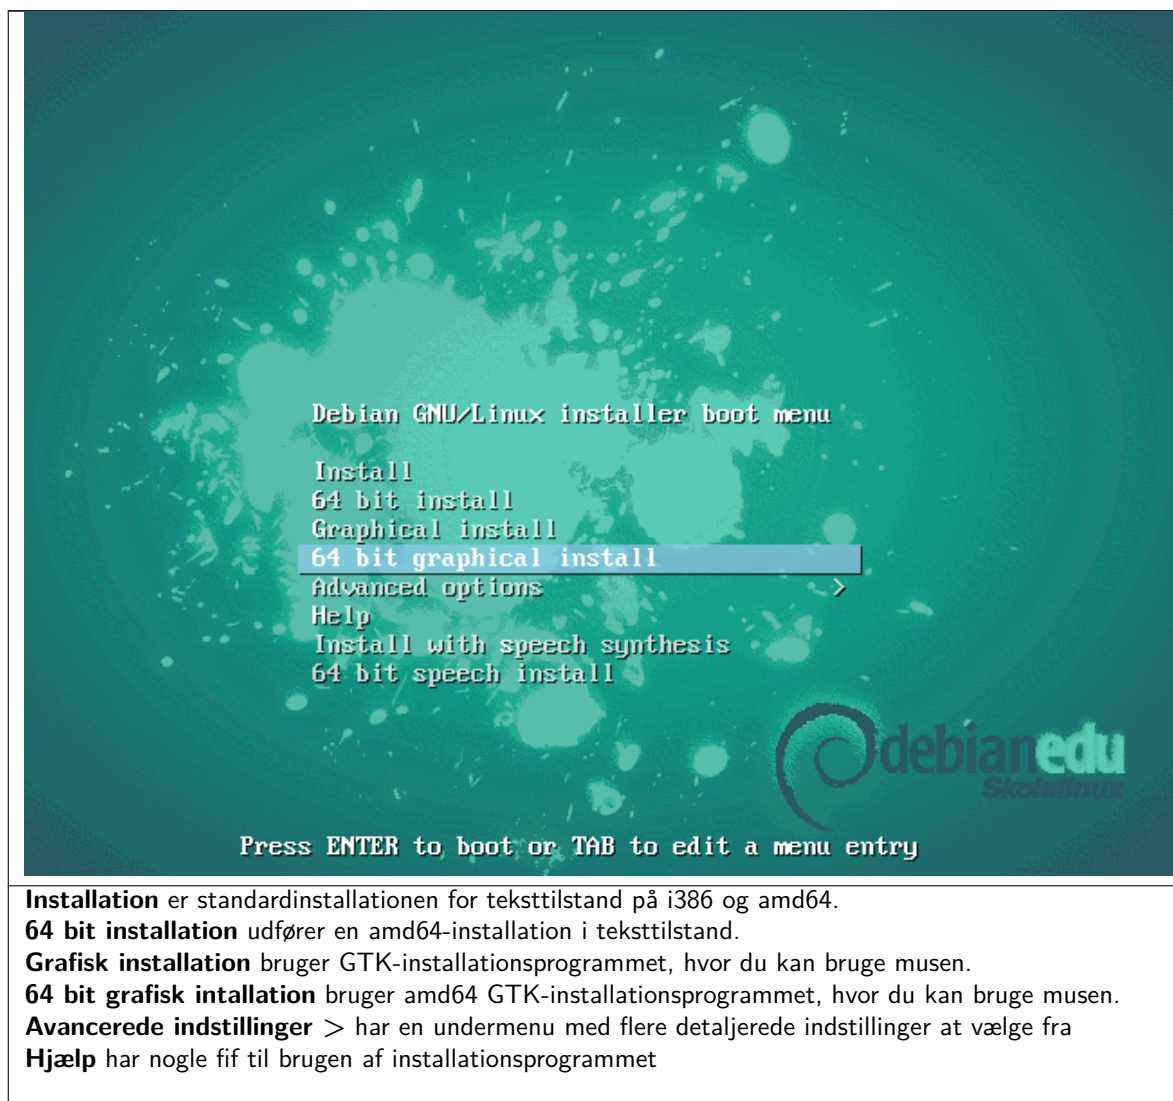 Debian GNU/Linux installer boot menu
Install
64 bit install
Graphical install
64 bit graphical install
Advanced options >
Help
Install with speech synthesis
64 bit speech install
debianedu
Skolelinux
Press ENTER to boot or TAB to edit a menu entry
Installation er standardinstallationen for teksttilstand på i386 og amd64.
64 bit installation udfører en amd64-installation i teksttilstand.
Grafisk installation bruger GTK-installationsprogrammet, hvor du kan bruge musen.
64 bit grafisk intallation bruger amd64 GTK-installationsprogrammet, hvor du kan bruge musen.
Avancerede indstillinger > har en undermenu med flere detaljerede indstillinger at vælge fra
Hjælp har nogle fif til brugen af installationsprogrammet